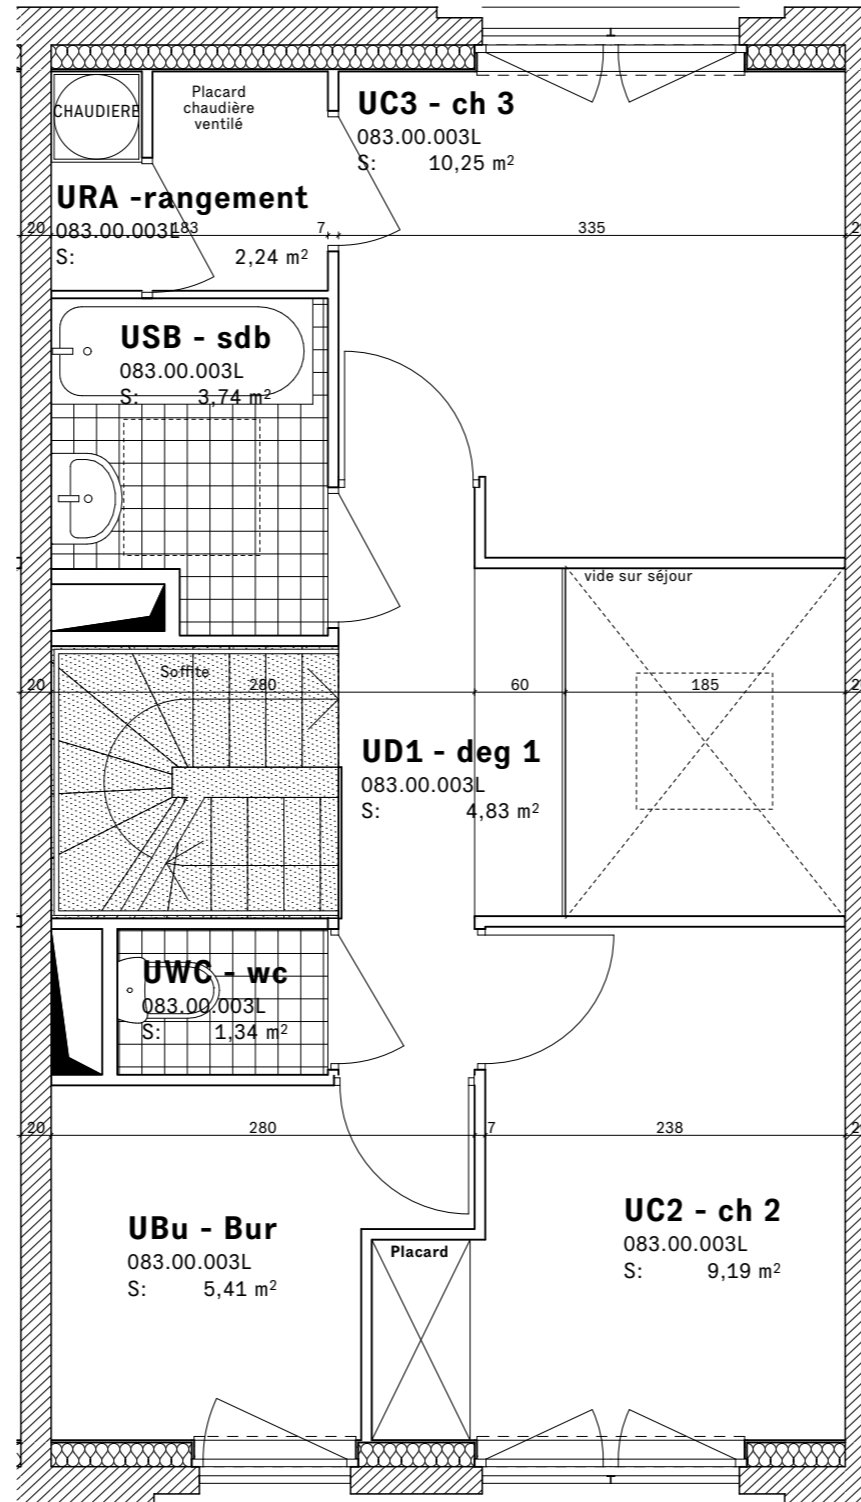 CHAUDIERE
Placard
chaudière
ventilé
UC3 - ch 3
083.00.003L
S: 10,25 m²
URA -rangement
083.00.003L
S: 2,24 m²
20 183 7 335
USB - sdb
083.00.003L
S: 3,74 m²
vide sur séjour
Soffite
20 280 60 185
UD1 - deg 1
083.00.003L
S: 4,83 m²
UWC - wc
083.00.003L
S: 1,34 m²
20 280 7 238
UBu - Bur
083.00.003L
S: 5,41 m²
Placard
UC2 - ch 2
083.00.003L
S: 9,19 m²